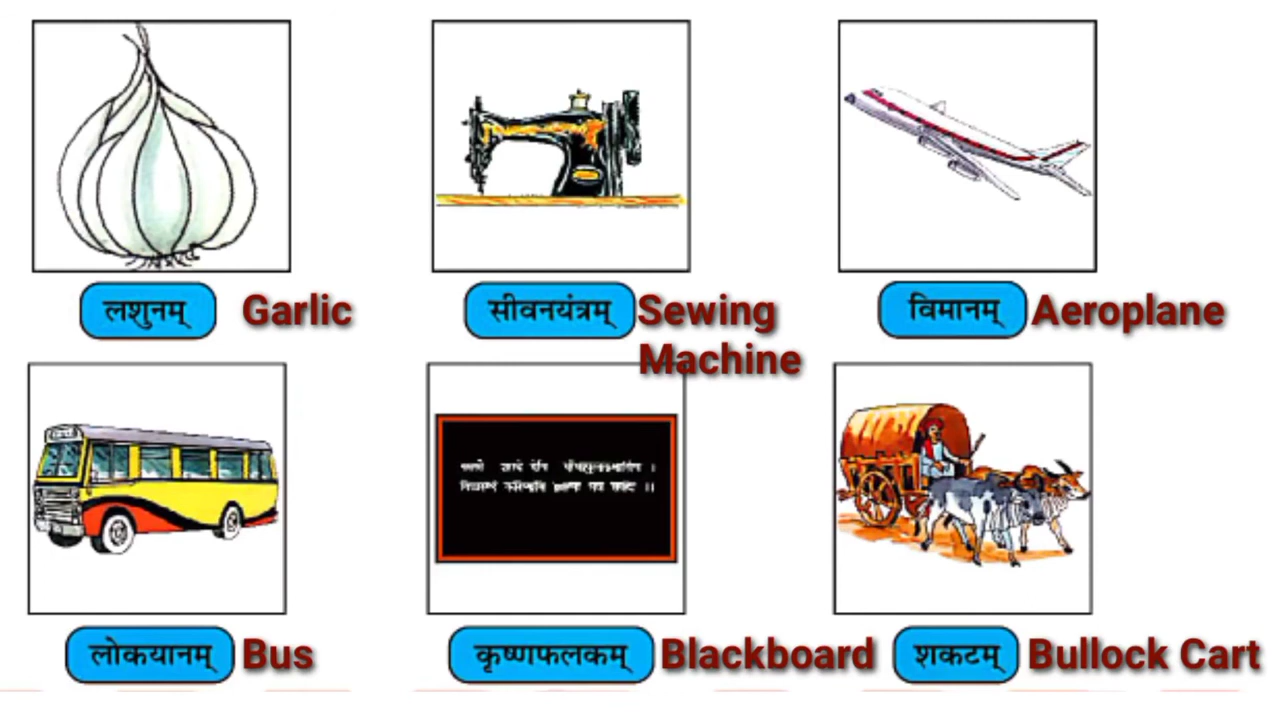 लशुनम् Garlic
सीवनयंत्रम् Sewing
Machine
विमानम् Aeroplane
लोकयानम् Bus
कृष्णफलकम् Blackboard
शकटम् Bullock Cart